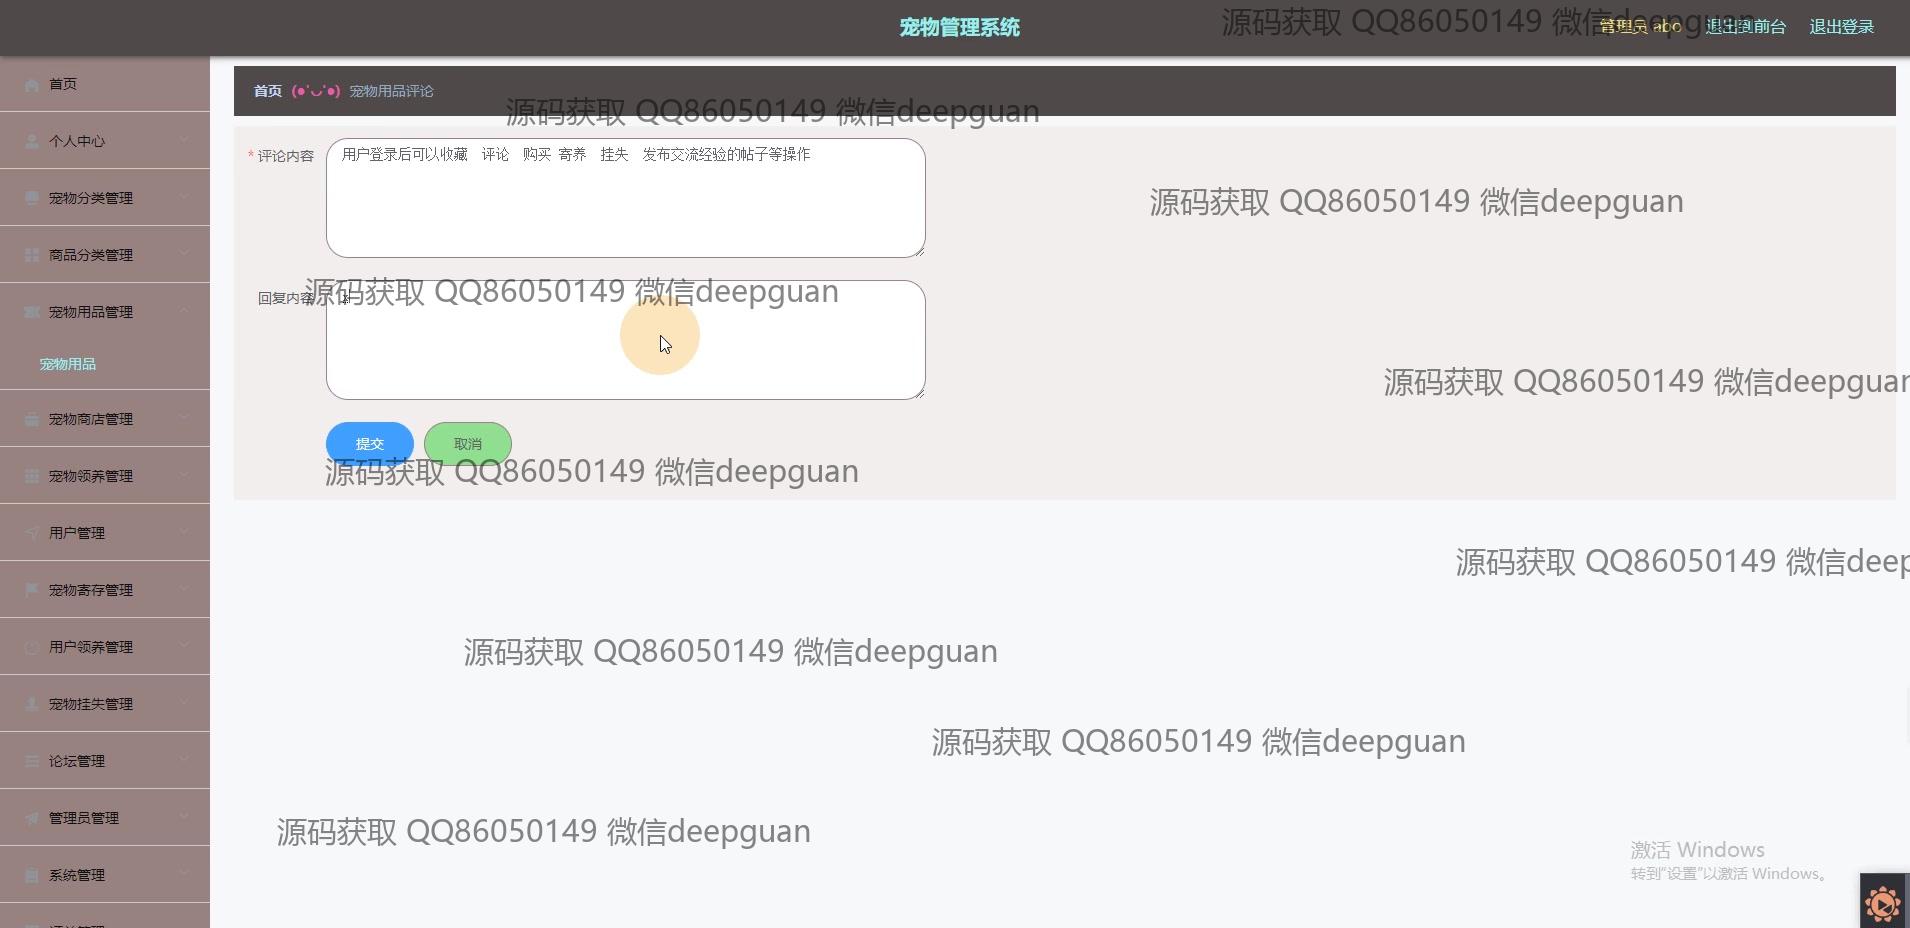 宠物管理系统
源码获取 QQ86050149 微信deepguan
管理员 abo
退出到前台
退出登录
首页 (●'◡'●) 宠物用品评论
源码获取 QQ86050149 微信deepguan
首页
个人中心
宠物分类管理
商品分类管理
宠物用品管理
宠物用品
宠物商店管理
宠物领养管理
用户管理
宠物寄存管理
用户领养管理
宠物挂失管理
论坛管理
管理员管理
系统管理
* 评论内容
用户登录后可以收藏 评论 购买 寄养 挂失 发布交流经验的帖子等操作
源码获取 QQ86050149 微信deepguan
回复内容
源码获取 QQ86050149 微信deepguan
源码获取 QQ86050149 微信deepguan
提交
取消
源码获取 QQ86050149 微信deepguan
源码获取 QQ86050149 微信deep
源码获取 QQ86050149 微信deepguan
源码获取 QQ86050149 微信deepguan
源码获取 QQ86050149 微信deepguan
激活 Windows
转到“设置”以激活 Windows。